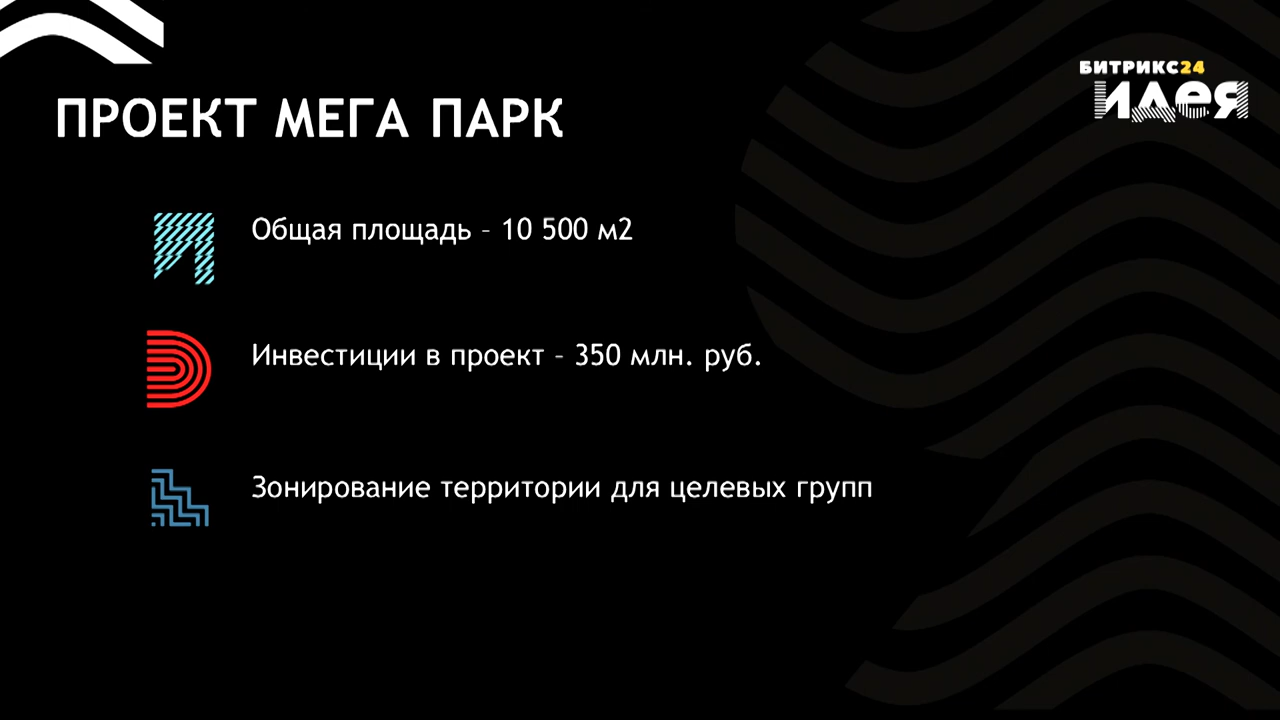 БИТРИКС24
идея
ПРОЕКТ МЕГА ПАРК
Общая площадь – 10 500 м2
Инвестиции в проект – 350 млн. руб.
Зонирование территории для целевых групп